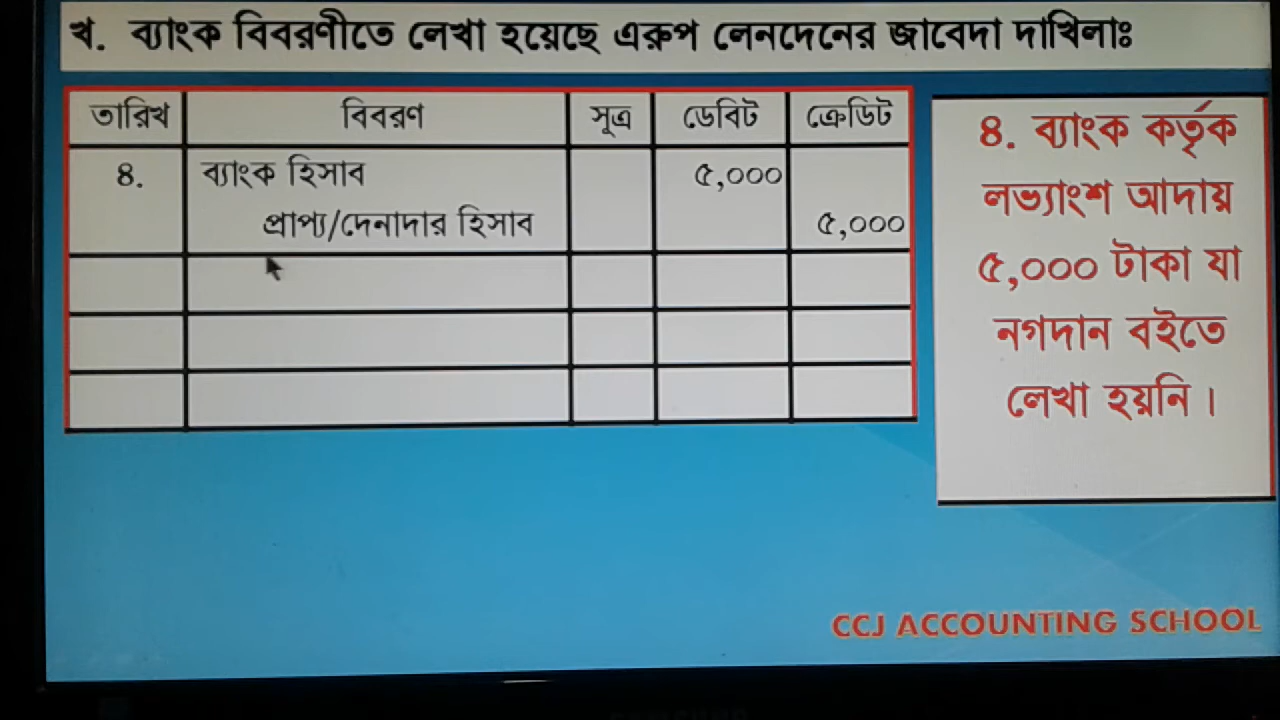 খ. ব্যাংক বিবরণীতে লেখা হয়েছে এরুপ লেনদেনের জাবেদা দাখিলাঃ
তারিখ বিবরণ সূত্র ডেবিট ক্রেডিট
৪. ব্যাংক হিসাব ৫,০০০
প্রাপ্য/দেনাদার হিসাব ৫,০০০
৪. ব্যাংক কর্তৃক
লভ্যাংশ আদায়
৫,০০০ টাকা যা
নগদান বইতে
লেখা হয়নি।
CCJ ACCOUNTING SCHOOL